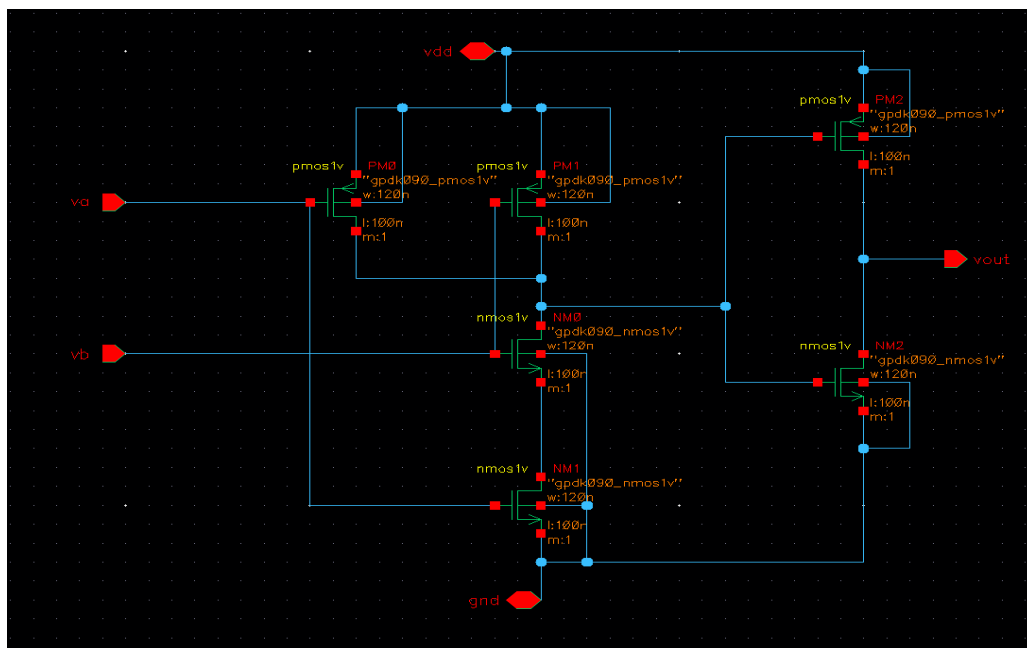 vdd
pmos1v PM2
"gpdk090_pmos1v"
w:120n
l:100n
m:1
pmos1v PM0
"gpdk090_pmos1v"
w:120n
l:100n
m:1
pmos1v PM1
"gpdk090_pmos1v"
w:120n
l:100n
m:1
va
vout
nmos1v NM0
"gpdk090_nmos1v"
w:120n
l:100n
m:1
vb
nmos1v NM2
"gpdk090_nmos1v"
w:120n
l:100n
m:1
nmos1v NM1
"gpdk090_nmos1v"
w:120n
l:100n
m:1
gnd